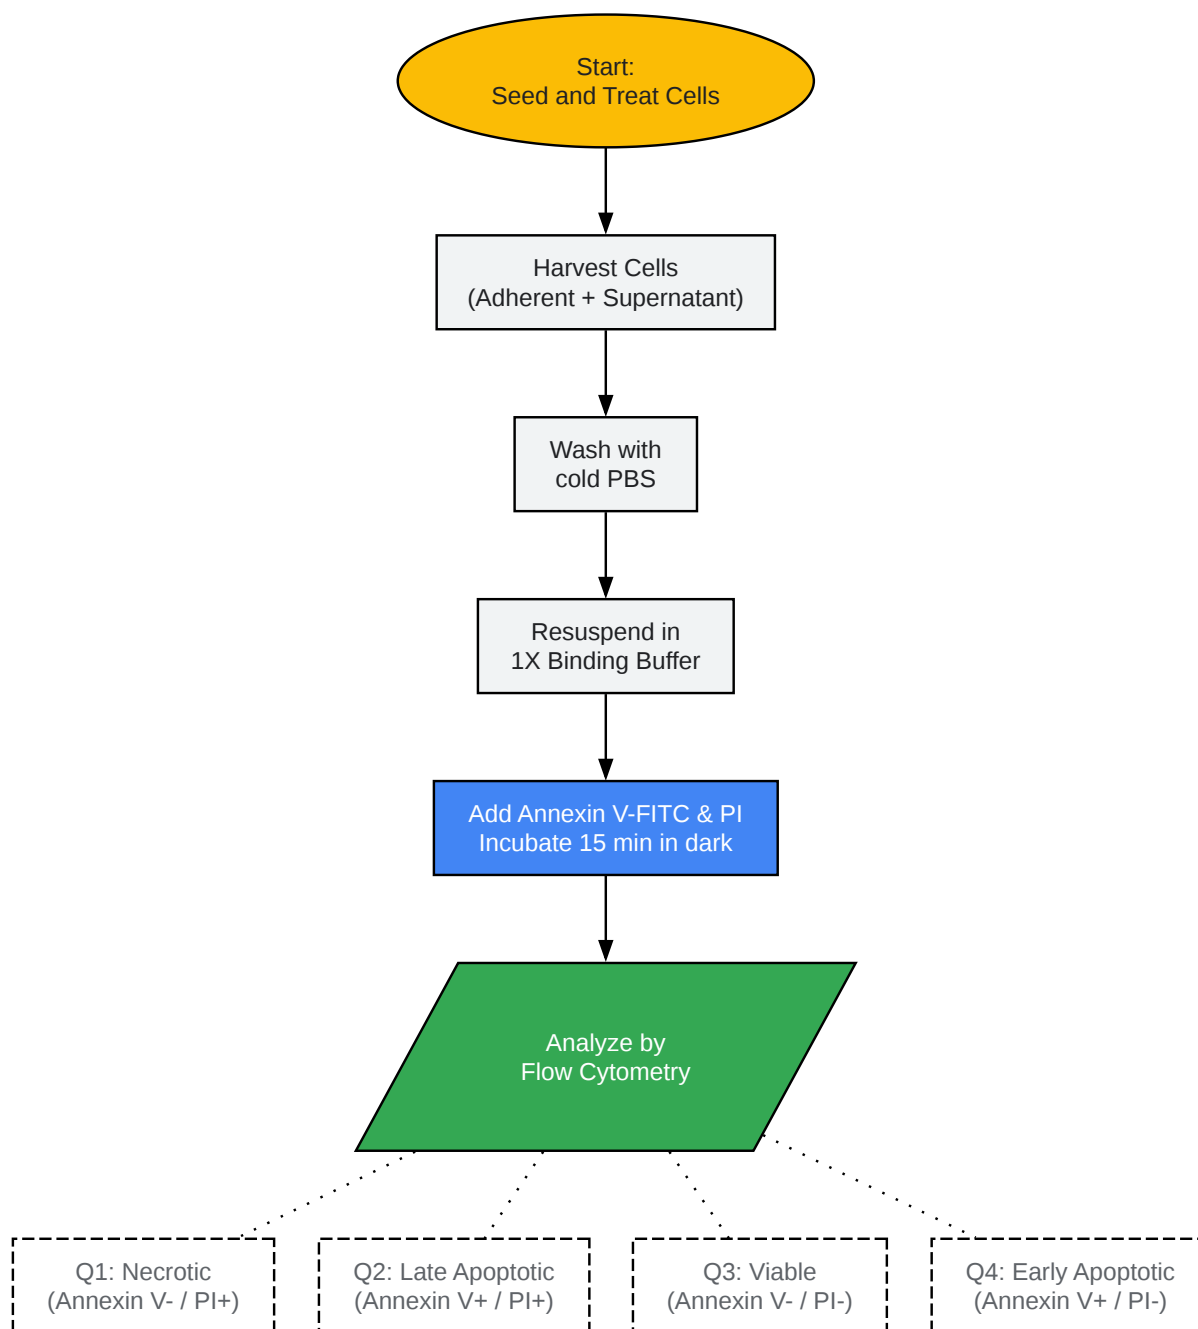 Start:
Seed and Treat Cells
Harvest Cells
(Adherent + Supernatant)
Wash with
cold PBS
Resuspend in
1X Binding Buffer
Add Annexin V-FITC & PI
Incubate 15 min in dark
Analyze by
Flow Cytometry
Q1: Necrotic
(Annexin V- / PI+)
Q2: Late Apoptotic
(Annexin V+ / PI+)
Q3: Viable
(Annexin V- / PI-)
Q4: Early Apoptotic
(Annexin V+ / PI-)